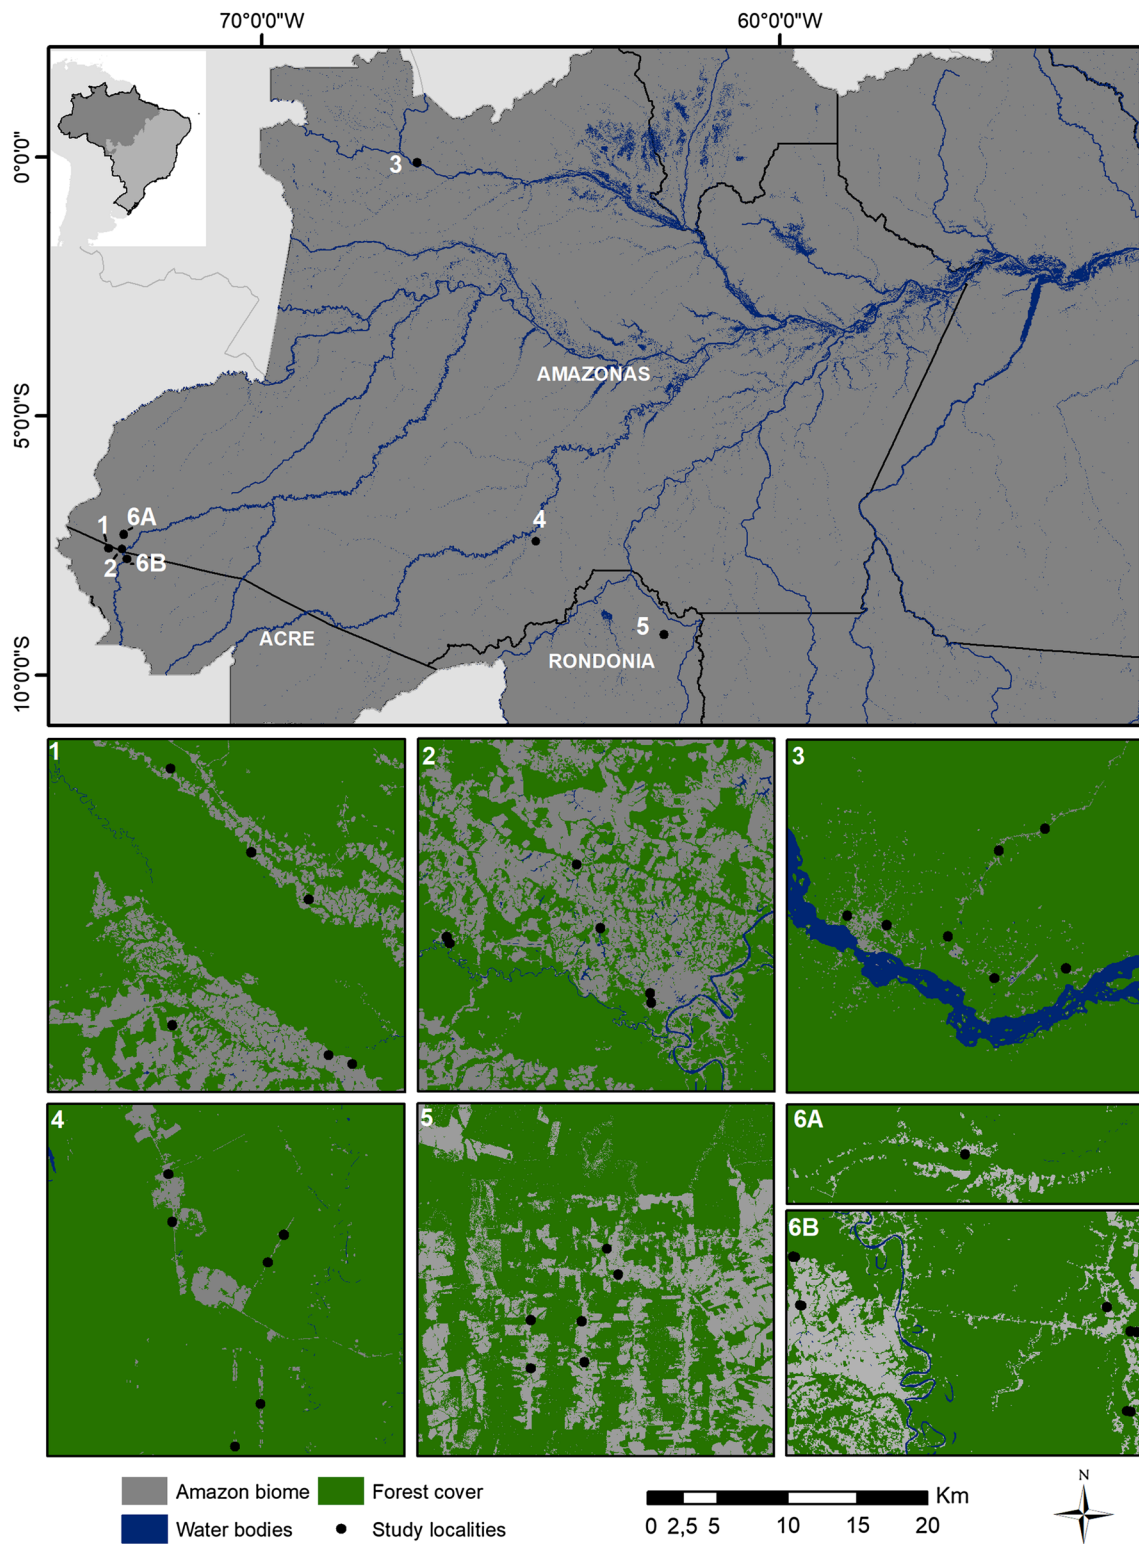 70°0'0"W 60°0'0"W
0°0'0"
5°0'0"S
10°0'0"S
3
AMAZONAS
1 6A
2 6B
4
5
ACRE
RONDONIA
1 2 3
4 5 6A
6B
Amazon biome Forest cover
Water bodies Study localities
Km
0 2,5 5 10 15 20
N